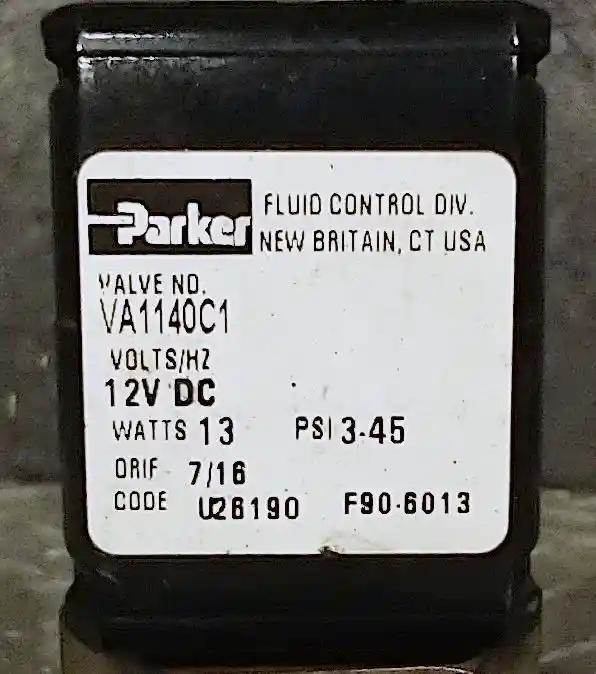 Parker
FLUID CONTROL DIV.
NEW BRITAIN, CT USA
VALVE NO.
VA1140C1
VOLTS/HZ
12V DC
WATTS 13 PSI 3-45
ORIF 7/16
CODE U26190 F90-6013